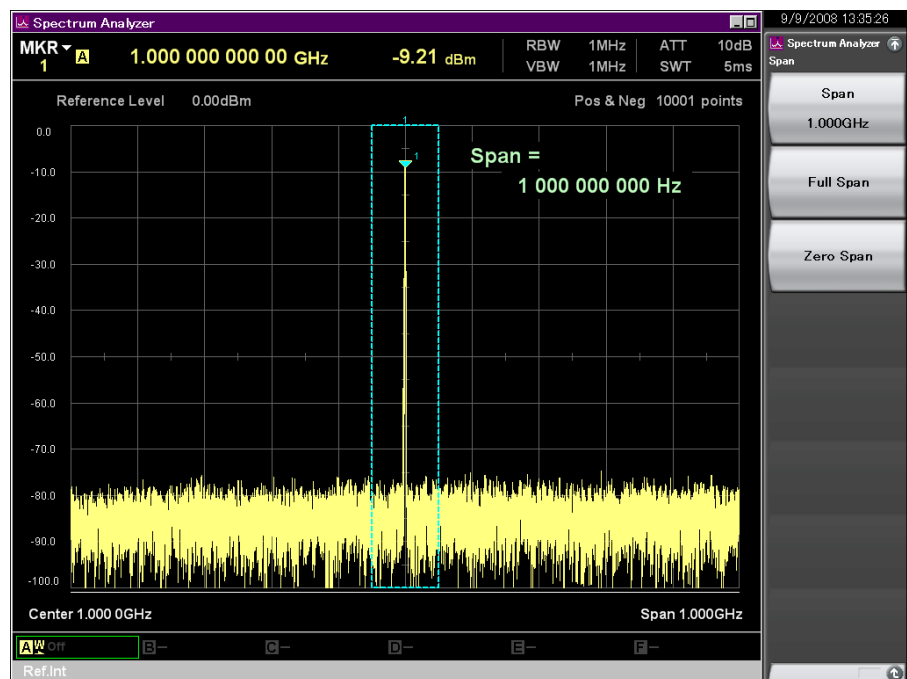 Spectrum Analyzer
9/9/2008 13:35:26
MKR 1 A 1.000 000 000 00 GHz -9.21 dBm
RBW 1MHz ATT 10dB
VBW 1MHz SWT 5ms
Spectrum Analyzer
Span
Reference Level 0.00dBm Pos & Neg 10001 points
Span
1.000GHz
Full Span
Zero Span
1
1
Span =
1 000 000 000 Hz
0.0
-10.0
-20.0
-30.0
-40.0
-50.0
-60.0
-70.0
-80.0
-90.0
-100.0
Center 1.000 0GHz Span 1.000GHz
A W Off B- C- D- E- F-
Ref.Int